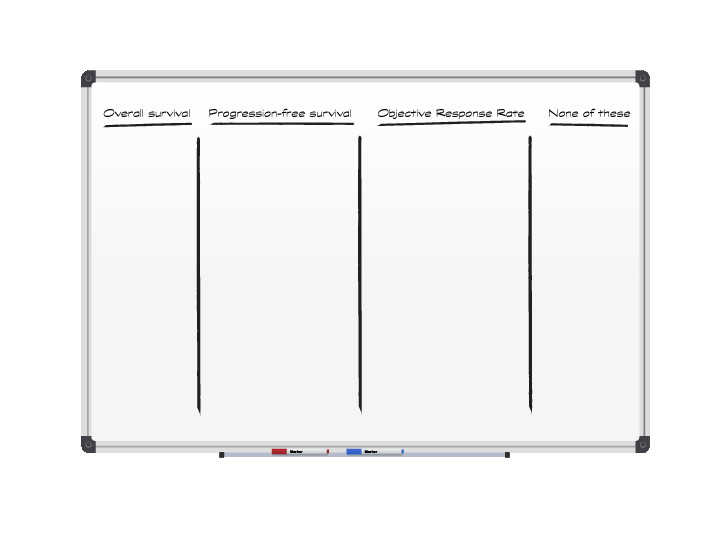 Overall survival Progression-free survival Objective Response Rate None of these
Marker Marker